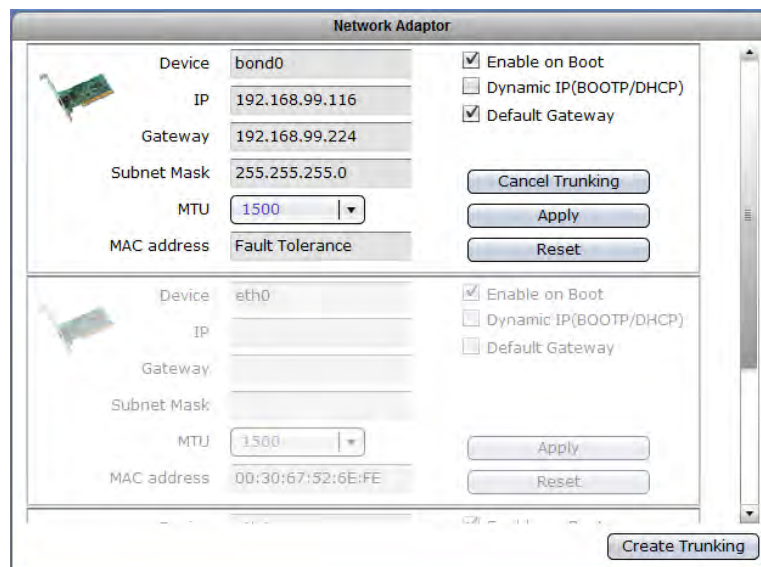 Network Adaptor
Device bond0
Enable on Boot
Dynamic IP(BOOTP/DHCP)
IP 192.168.99.116
Default Gateway
Gateway 192.168.99.224
Subnet Mask 255.255.255.0
Cancel Trunking
MTU 1500
Apply
MAC address Fault Tolerance
Reset
Device eth0
Enable on Boot
Dynamic IP(BOOTP/DHCP)
IP
Default Gateway
Gateway
Subnet Mask
MTU 1500
Apply
MAC address 00:30:67:52:6E:FE
Reset
Create Trunking